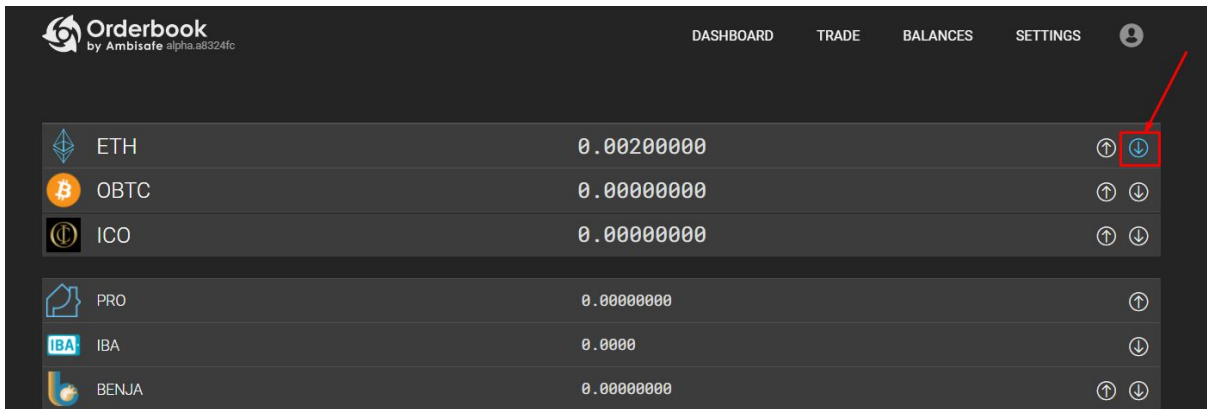 Orderbook
by Ambisafe alpha.a8324fc
DASHBOARD TRADE BALANCES SETTINGS
ETH 0.00200000
OBTC 0.00000000
ICO 0.00000000
PRO 0.00000000
IBA IBA 0.0000
BENJA 0.00000000